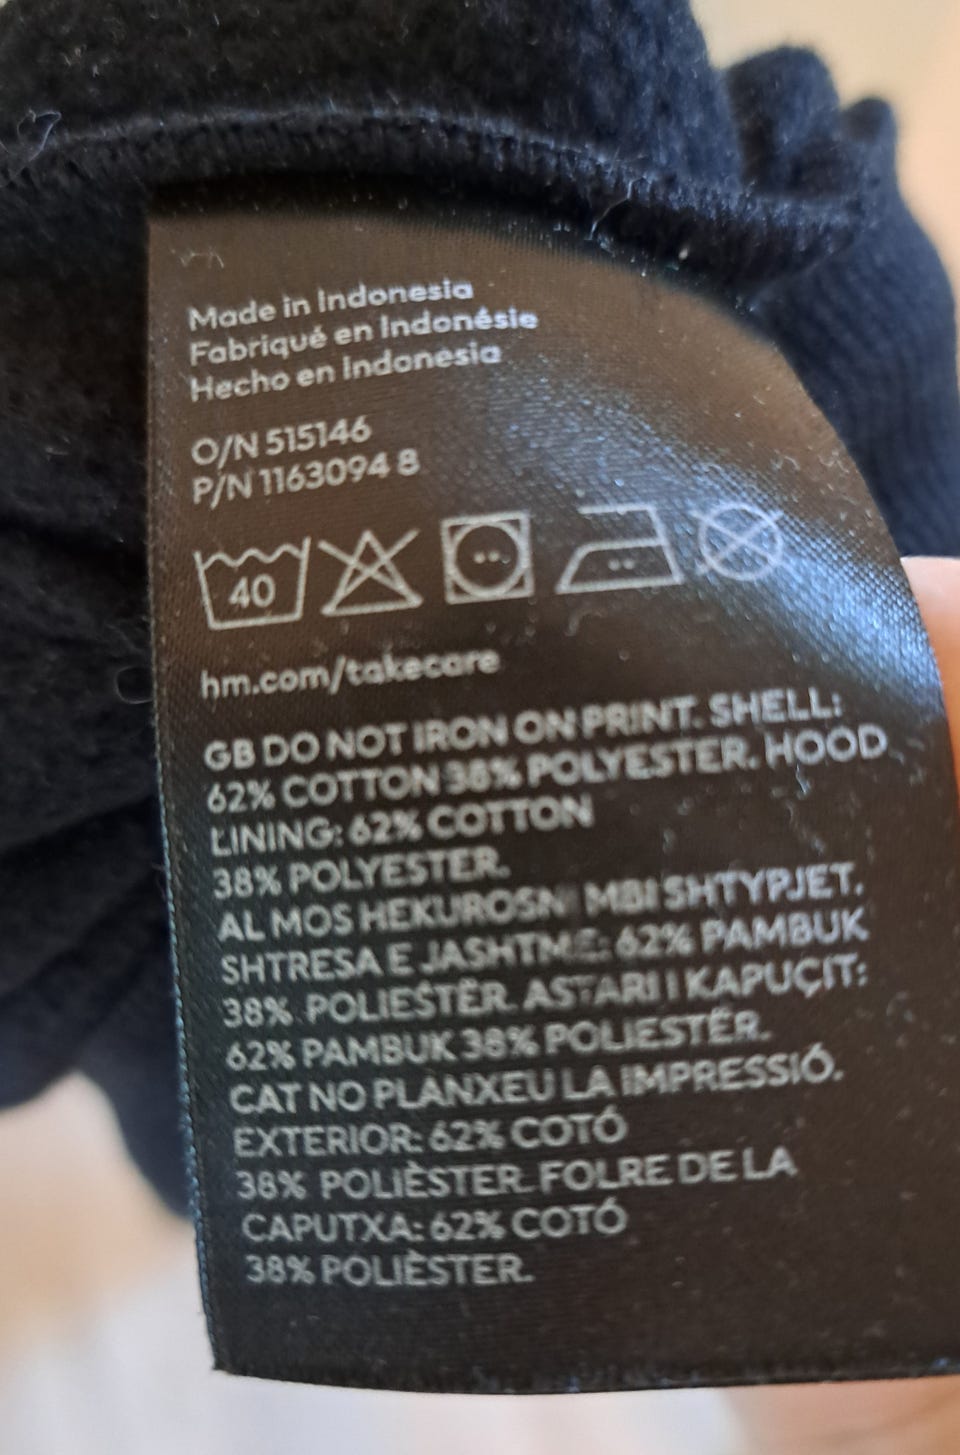 Made in Indonesia
Fabriqué en Indonésie
Hecho en Indonesia
O/N 515146
P/N 1163094 8
40
hm.com/takecare
GB DO NOT IRON ON PRINT. SHELL:
62% COTTON 38% POLYESTER. HOOD
LINING: 62% COTTON
38% POLYESTER.
AL MOS HEKUROSNI MBI SHTYPJET.
SHTRESA E JASHTME: 62% PAMBUK
38% POLIESTËR. ASTARI I KAPUÇIT:
62% PAMBUK 38% POLIESTËR.
CAT NO PLANXEU LA IMPRESSIÓ.
EXTERIOR: 62% COTÓ
38% POLIÈSTER. FOLRE DE LA
CAPUTXA: 62% COTÓ
38% POLIÈSTER.